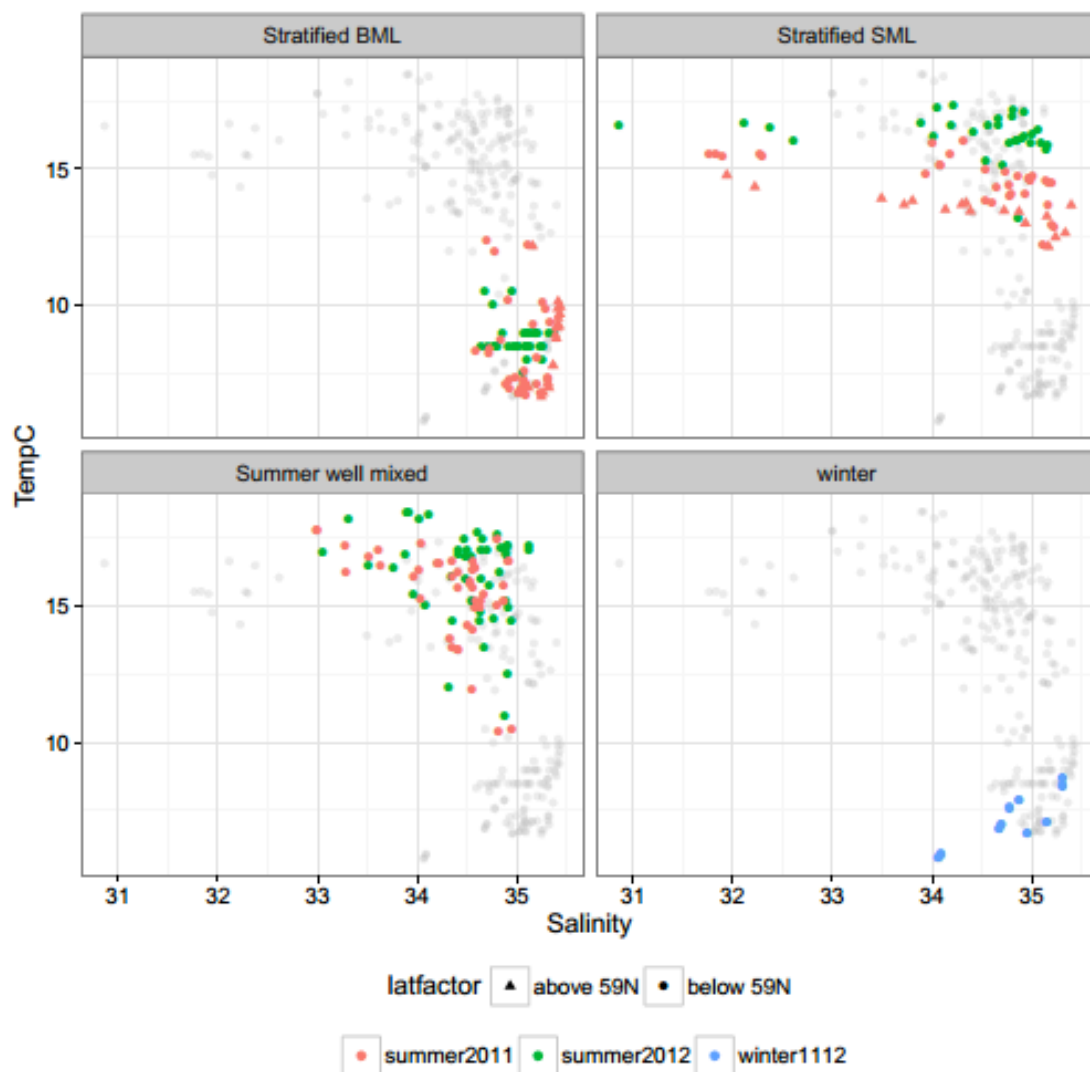 Stratified BML
Stratified SML
15
10
Summer well mixed
winter
15
10
TempC
31 32 33 34 35
31 32 33 34 35
Salinity
latfactor above 59N below 59N
summer2011 summer2012 winter1112